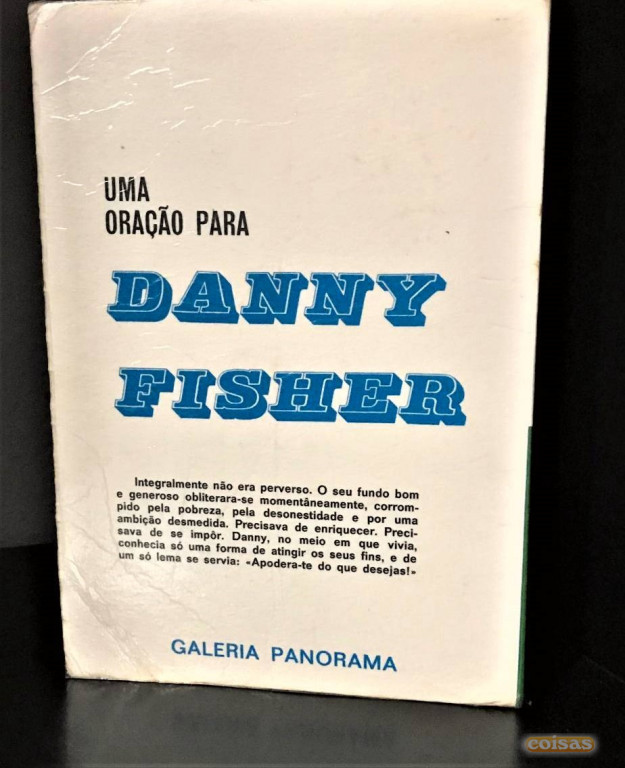 UMA
ORAÇÃO PARA
DANNY
FISHER
Integralmente não era perverso. O seu fundo bom
e generoso obliterara-se momentâneamente, corrom-
pido pela pobreza, pela desonestidade e por uma
ambição desmedida. Precisava de enriquecer. Preci-
sava de se impôr. Danny, no meio em que vivia,
conhecia só uma forma de atingir os seus fins, e de
um só lema se servia: «Apodera-te do que desejas!»
GALERIA PANORAMA
coisas